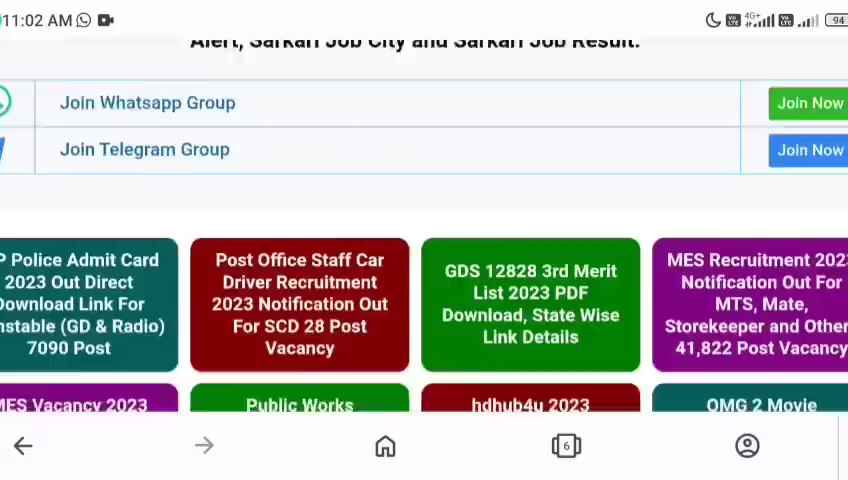 11:02 AM
4G+
94
Alert, Sarkari Job City and Sarkari Job Result.
Join Whatsapp Group
Join Now
Join Telegram Group
Join Now
P Police Admit Card
2023 Out Direct
Download Link For
nstable (GD & Radio)
7090 Post
Post Office Staff Car
Driver Recruitment
2023 Notification Out
For SCD 28 Post
Vacancy
GDS 12828 3rd Merit
List 2023 PDF
Download, State Wise
Link Details
MES Recruitment 2023
Notification Out For
MTS, Mate,
Storekeeper and Other
41,822 Post Vacancy
MES Vacancy 2023
Public Works
hdhub4u 2023
OMG 2 Movie
6